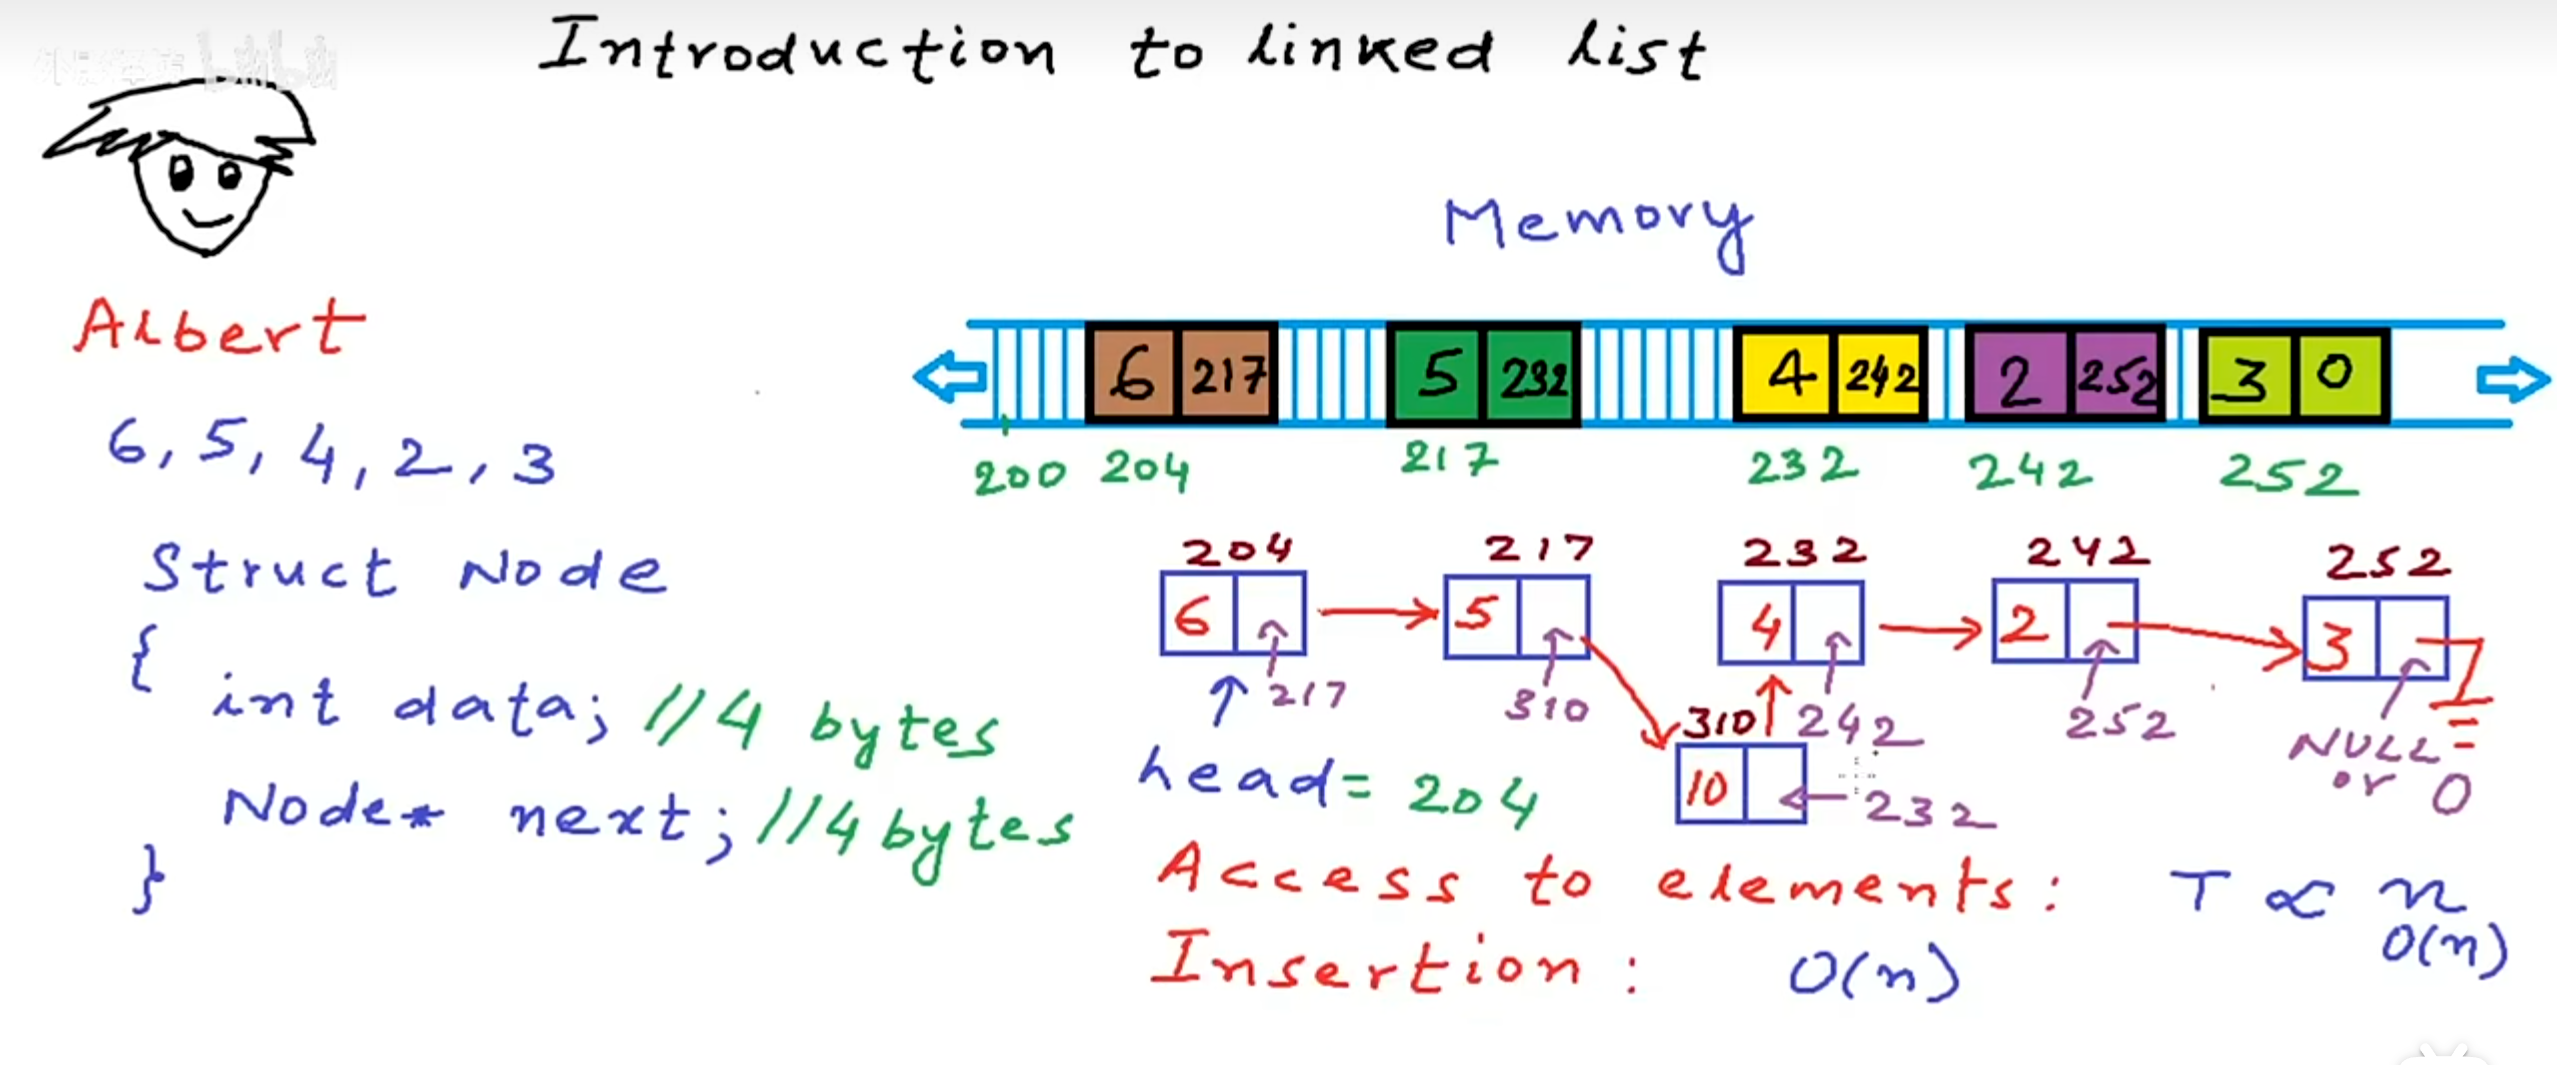 Introduction to linked list
bilibili
Albert
6, 5, 4, 2, 3
Struct Node
{
int data; //4 bytes
Node* next; //4 bytes
}
Memory
6 217 5 232 4 242 2 252 3 0
200 204 217 232 242 252
204 217 232 242 252
6 5 4 2 3
217 310 310 242 252 NULL or 0
head = 204
10 232
Access to elements: T ∝ n
O(n)
Insertion: O(n)